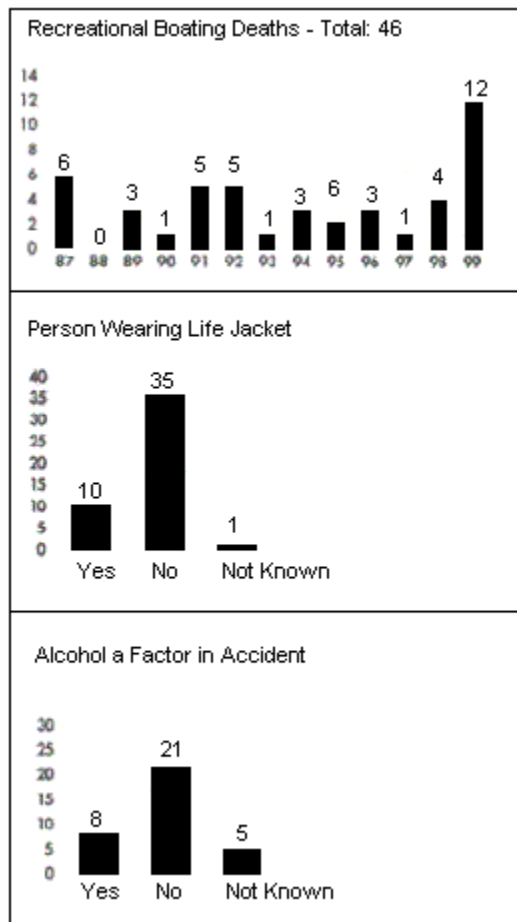 Recreational Boating Deaths - Total: 46
14
12
10
8
6
4
2
0
6 0 3 1 5 5 1 3 6 3 1 4 12
87 88 89 90 91 92 93 94 95 96 97 98 99
Person Wearing Life Jacket
40
35
30
25
20
15
10
5
0
10 35 1
Yes No Not Known
Alcohol a Factor in Accident
30
25
20
15
10
5
0
8 21 5
Yes No Not Known